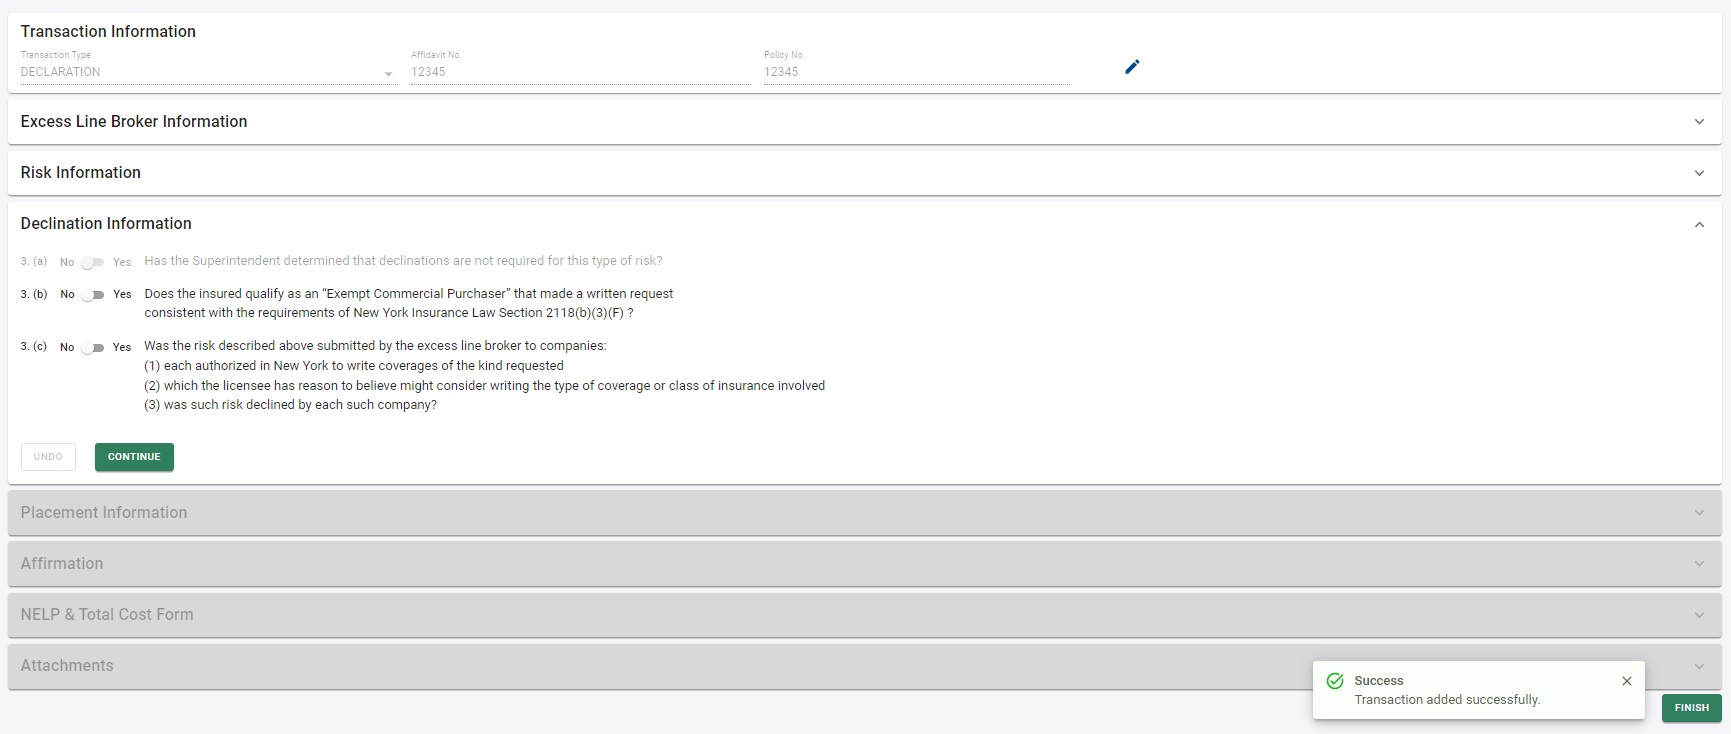 Transaction Information
Transaction Type
DECLARATION
Affidavit No.
12345
Policy No.
12345
Excess Line Broker Information
Risk Information
Declination Information
3. (a) No Yes Has the Superintendent determined that declinations are not required for this type of risk?
3. (b) No Yes Does the insured qualify as an “Exempt Commercial Purchaser” that made a written request
consistent with the requirements of New York Insurance Law Section 2118(b)(3)(F) ?
3. (c) No Yes Was the risk described above submitted by the excess line broker to companies:
(1) each authorized in New York to write coverages of the kind requested
(2) which the licensee has reason to believe might consider writing the type of coverage or class of insurance involved
(3) was such risk declined by each such company?
UNDO CONTINUE
Placement Information
Affirmation
NELP & Total Cost Form
Attachments
Success
Transaction added successfully.
FINISH